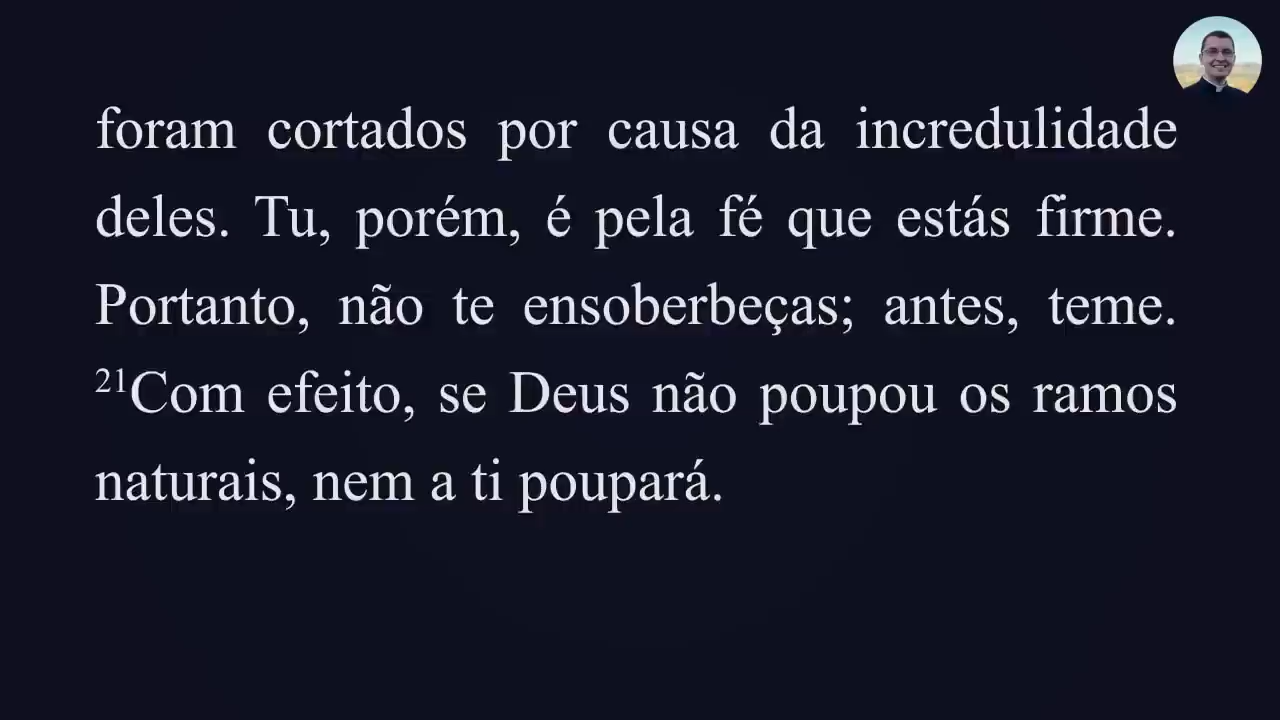 foram cortados por causa da incredulidade
deles. Tu, porém, é pela fé que estás firme.
Portanto, não te ensoberbeças; antes, teme.
²¹Com efeito, se Deus não poupou os ramos
naturais, nem a ti poupará.